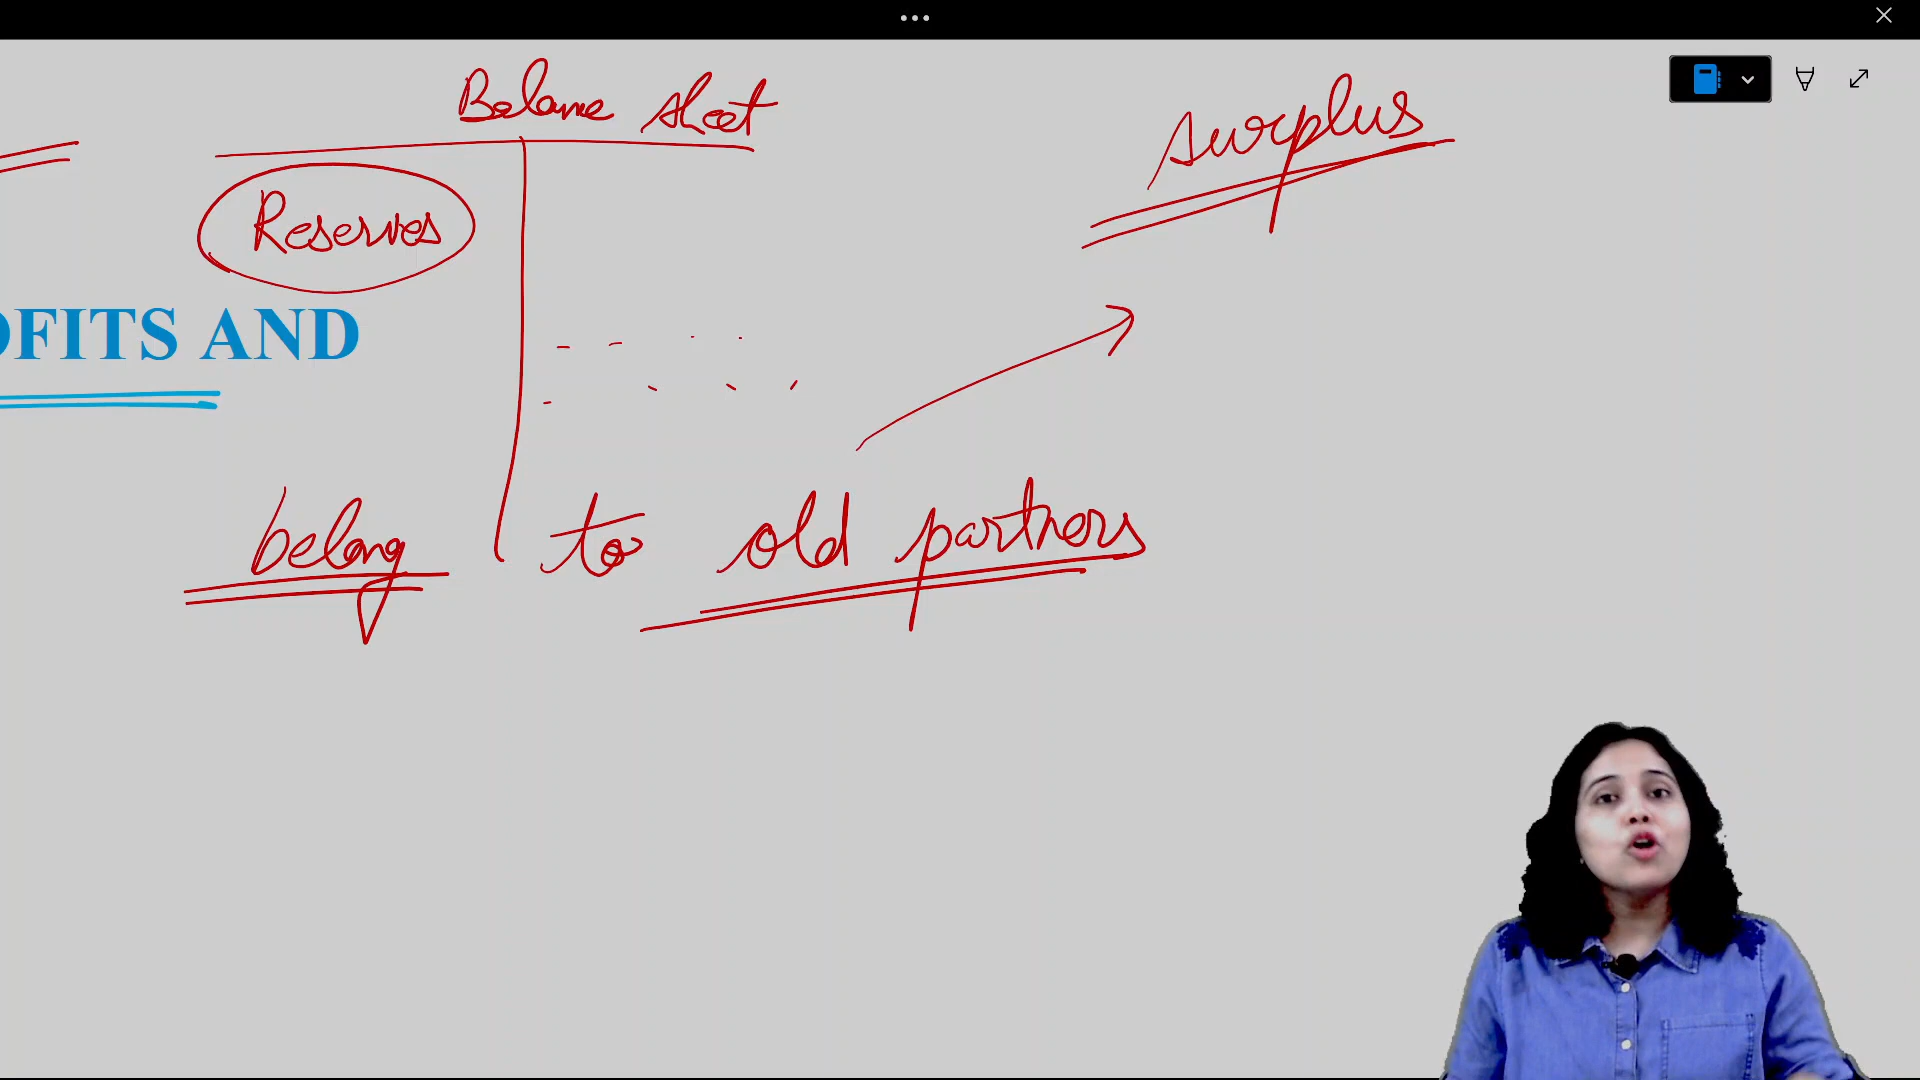 Balance sheet
surplus
Reserves
OFITS AND
belong to old partners